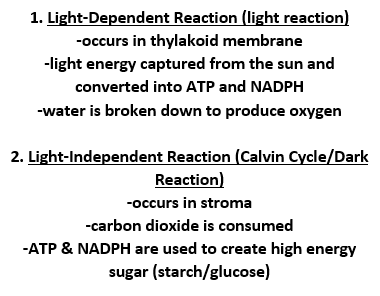 1. Light-Dependent Reaction (light reaction)
-occurs in thylakoid membrane
-light energy captured from the sun and
converted into ATP and NADPH
-water is broken down to produce oxygen
2. Light-Independent Reaction (Calvin Cycle/Dark
Reaction)
-occurs in stroma
-carbon dioxide is consumed
-ATP & NADPH are used to create high energy
sugar (starch/glucose)